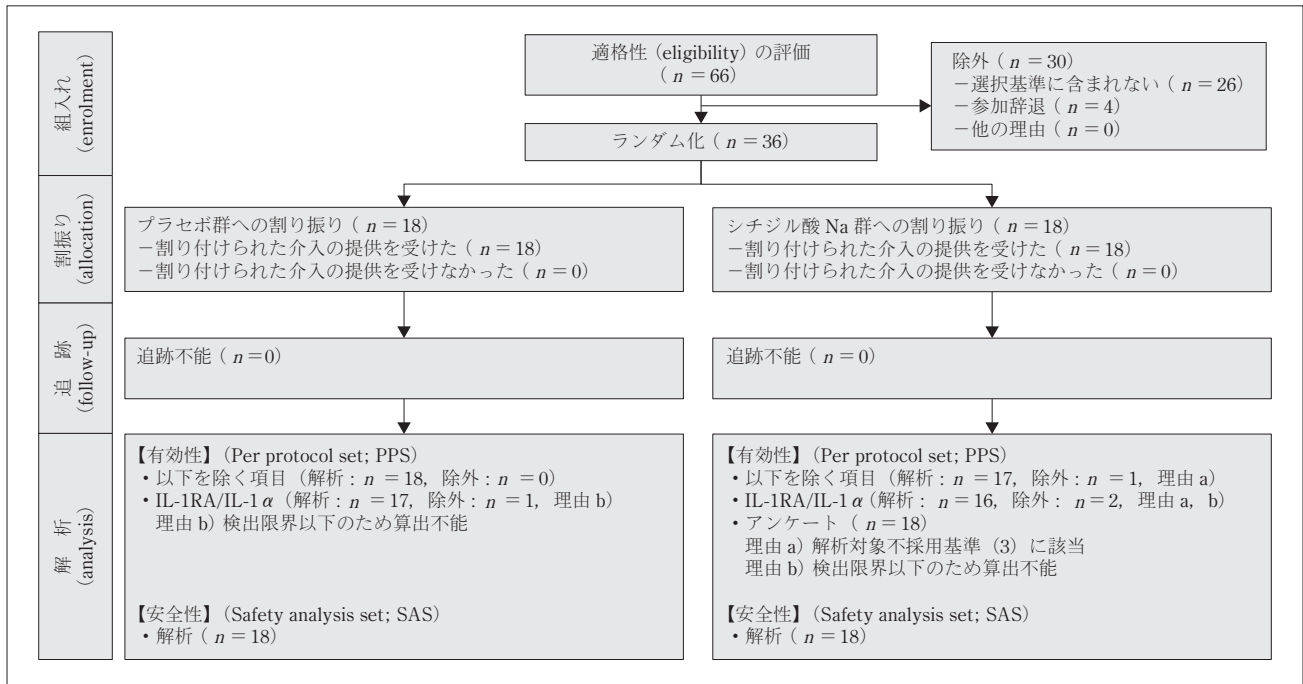 組入れ
(enrolment)
適格性 (eligibility) の評価
( n = 66)
除外 ( n = 30)
−選択基準に含まれない ( n = 26)
−参加辞退 ( n = 4)
−他の理由 ( n = 0)
ランダム化 ( n = 36)
割振り
(allocation)
プラセボ群への割り振り ( n = 18)
−割り付けられた介入の提供を受けた ( n = 18)
−割り付けられた介入の提供を受けなかった ( n = 0)
シチジル酸 Na 群への割り振り ( n = 18)
−割り付けられた介入の提供を受けた ( n = 18)
−割り付けられた介入の提供を受けなかった ( n = 0)
追 跡
(follow-up)
追跡不能 ( n = 0)
追跡不能 ( n = 0)
解 析
(analysis)
【有効性】 (Per protocol set; PPS)
・以下を除く項目 (解析 : n = 18, 除外 : n = 0)
・IL-1RA/IL-1 α (解析 : n = 17, 除外 : n = 1, 理由 b)
理由 b) 検出限界以下のため算出不能
【安全性】 (Safety analysis set; SAS)
・解析 ( n = 18)
【有効性】 (Per protocol set; PPS)
・以下を除く項目 (解析 : n = 17, 除外 : n = 1, 理由 a)
・IL-1RA/IL-1 α (解析 : n = 16, 除外 : n = 2, 理由 a, b)
・アンケート ( n = 18)
理由 a) 解析対象不採用基準 (3) に該当
理由 b) 検出限界以下のため算出不能
【安全性】 (Safety analysis set; SAS)
・解析 ( n = 18)